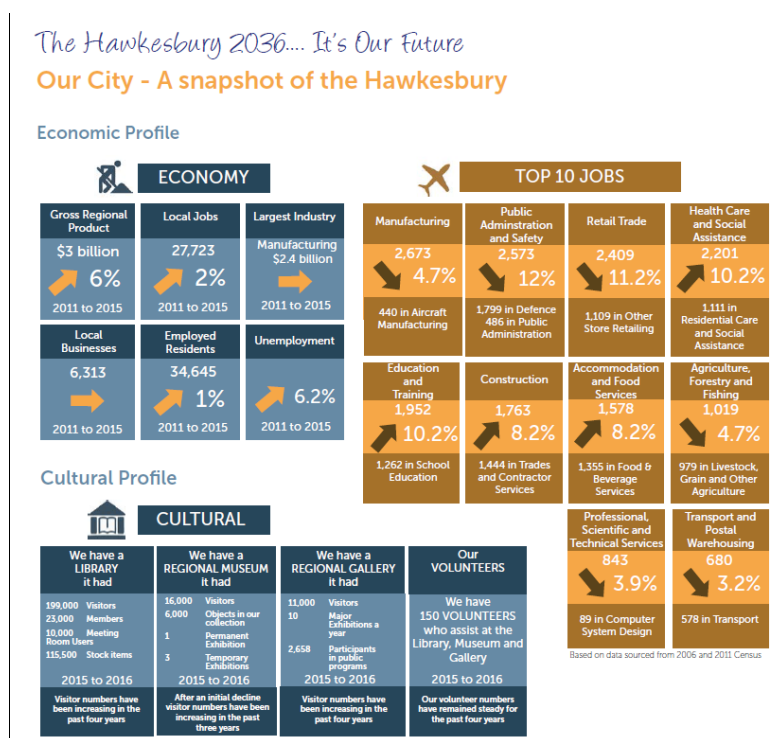 The Hawkesbury 2036.... It's Our Future
Our City - A snapshot of the Hawkesbury
Economic Profile
ECONOMY
Gross Regional
Product
$3 billion
6%
2011 to 2015
Local Jobs
27,723
2%
2011 to 2015
Largest Industry
Manufacturing
$2.4 billion
2011 to 2015
Local
Businesses
6,313
2011 to 2015
Employed
Residents
34,645
1%
2011 to 2015
Unemployment
6.2%
2011 to 2015
TOP 10 JOBS
Manufacturing
2,673
4.7%
440 in Aircraft
Manufacturing
Public
Adminstration
and Safety
2,573
12%
1,799 in Defence
486 in Public
Administration
Retail Trade
2,409
11.2%
1,109 in Other
Store Retailing
Health Care
and Social
Assistance
2,201
10.2%
1,111 in
Residential Care
and Social
Assistance
Education
and
Training
1,952
10.2%
1,262 in School
Education
Construction
1,763
8.2%
1,444 in Trades
and Contractor
Services
Accommodation
and Food
Services
1,578
8.2%
1,355 in Food &
Beverage
Services
Agriculture,
Forestry and
Fishing
1,019
4.7%
979 in Livestock,
Grain and Other
Agriculture
Professional,
Scientific and
Technical Services
843
3.9%
89 in Computer
System Design
Transport and
Postal
Warehousing
680
3.2%
578 in Transport
Based on data sourced from 2006 and 2011 Census
Cultural Profile
CULTURAL
We have a
LIBRARY
it had
199,000 Visitors
23,000 Members
10,000 Meeting
Room Users
115,500 Stock items
2015 to 2016
Visitor numbers have
been increasing in the
past four years
We have a
REGIONAL MUSEUM
it had
16,000 Visitors
6,000 Objects in our
collection
1 Permanent
Exhibition
3 Temporary
Exhibitions
2015 to 2016
After an initial decline
visitor numbers have been
increasing in the past
three years
We have a
REGIONAL GALLERY
it had
11,000 Visitors
10 Major
Exhibitions a
year
2,658 Participants
in public
programs
2015 to 2016
Visitor numbers have
been increasing in the
past four years
Our
VOLUNTEERS
We have
150 VOLUNTEERS
who assist at the
Library, Museum and
Gallery
2015 to 2016
Our volunteer numbers
have remained steady for
the past four years